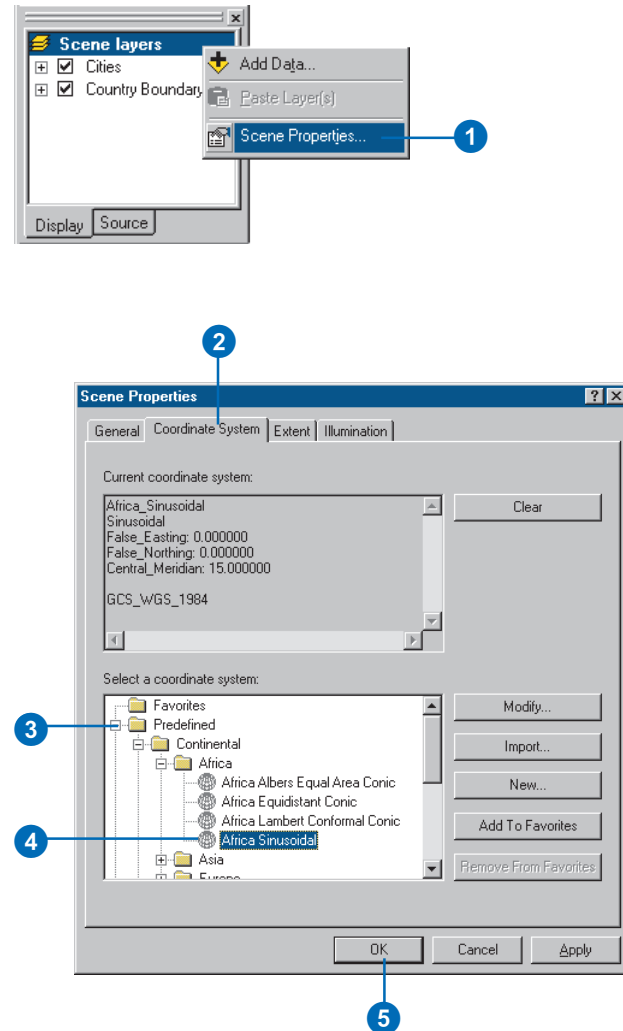 Scene layers
Cities
Country Boundary
Add Data...
Paste Layer(s)
Scene Properties...
1
Display Source
2
Scene Properties
General Coordinate System Extent Illumination
Current coordinate system:
Africa_Sinusoidal
Sinusoidal
False_Easting: 0.000000
False_Northing: 0.000000
Central_Meridian: 15.000000
GCS_WGS_1984
Clear
Select a coordinate system:
Favorites
3
Predefined
Continental
Africa
Africa Albers Equal Area Conic
Africa Equidistant Conic
Africa Lambert Conformal Conic
4
Africa Sinusoidal
Asia
Europe
Modify...
Import...
New...
Add To Favorites
Remove From Favorites
OK Cancel Apply
5